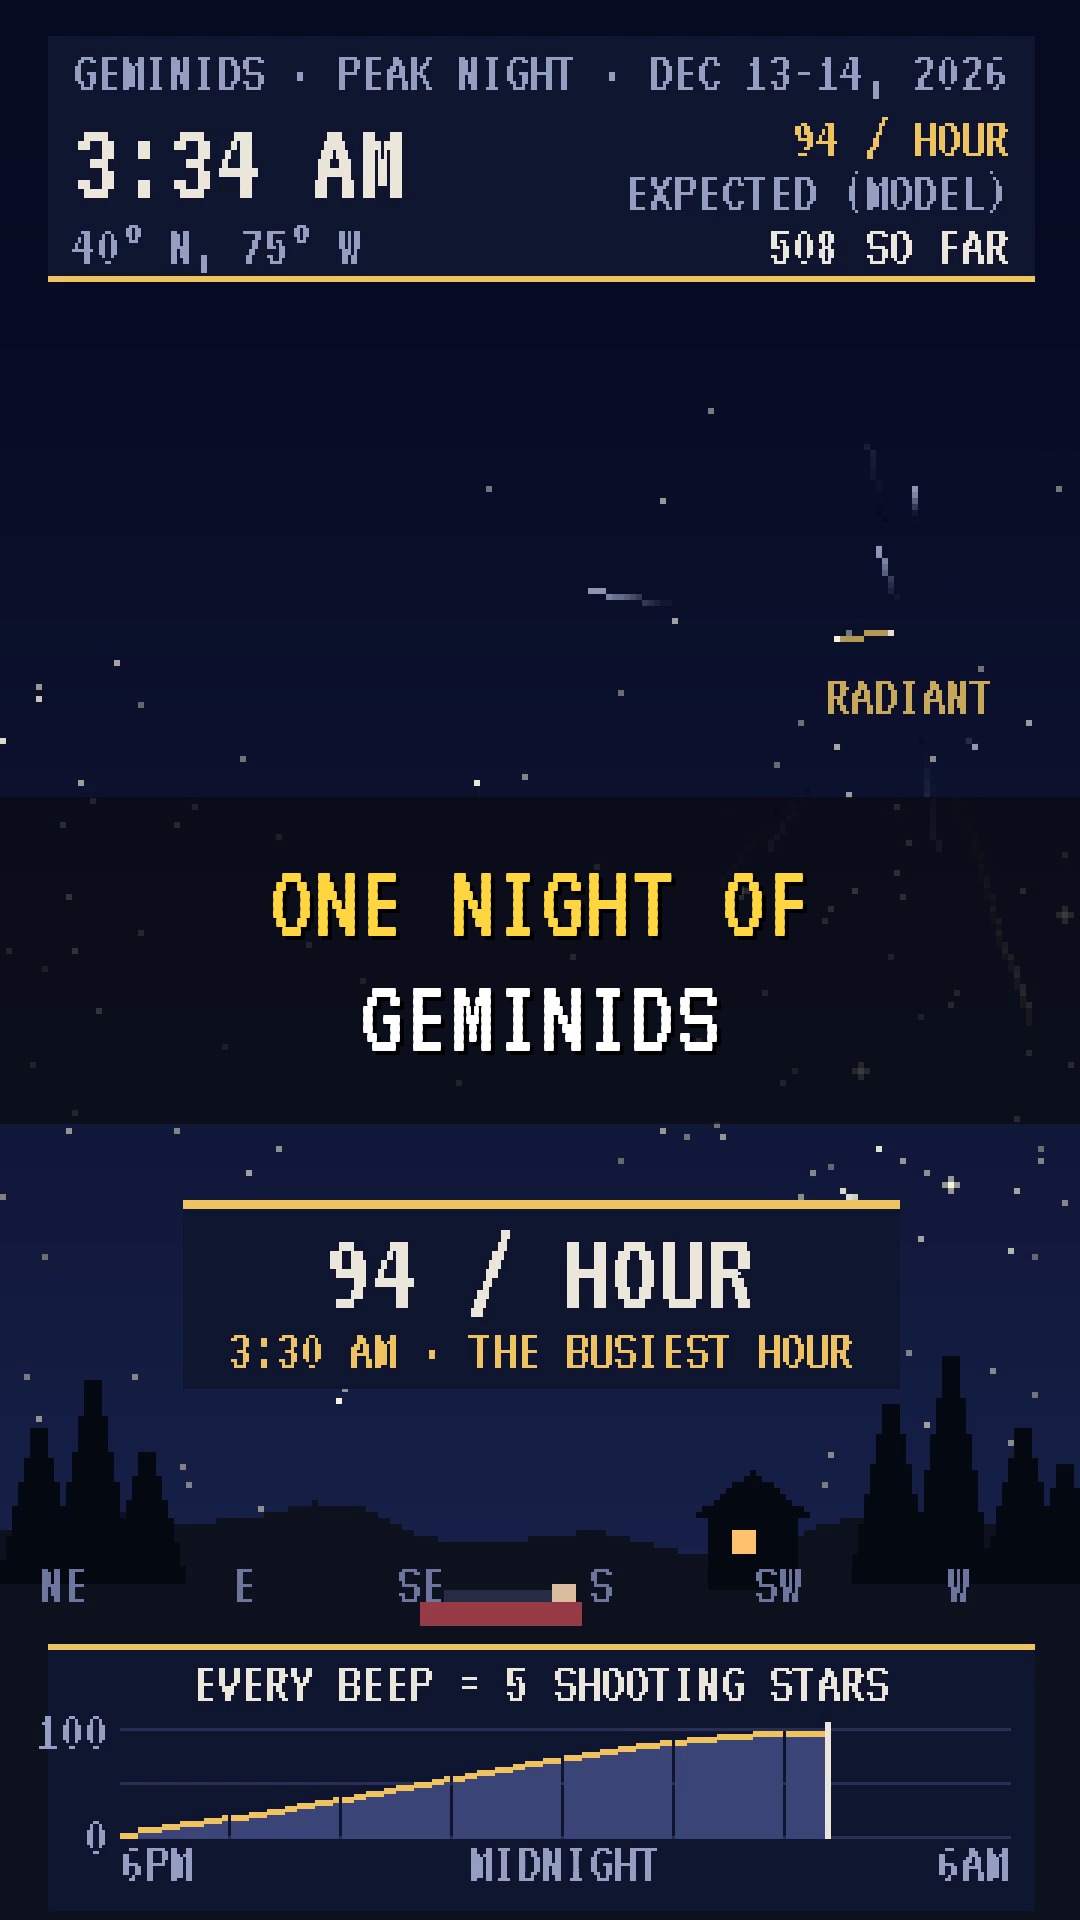 GEMINIDS · PEAK NIGHT · DEC 13-14, 2026
3:34 AM
94 / HOUR
EXPECTED (MODEL)
40° N, 75° W
508 SO FAR
RADIANT
ONE NIGHT OF
GEMINIDS
94 / HOUR
3:30 AM · THE BUSIEST HOUR
NE E SE S SW W
EVERY BEEP = 5 SHOOTING STARS
100
0
6PM MIDNIGHT 6AM